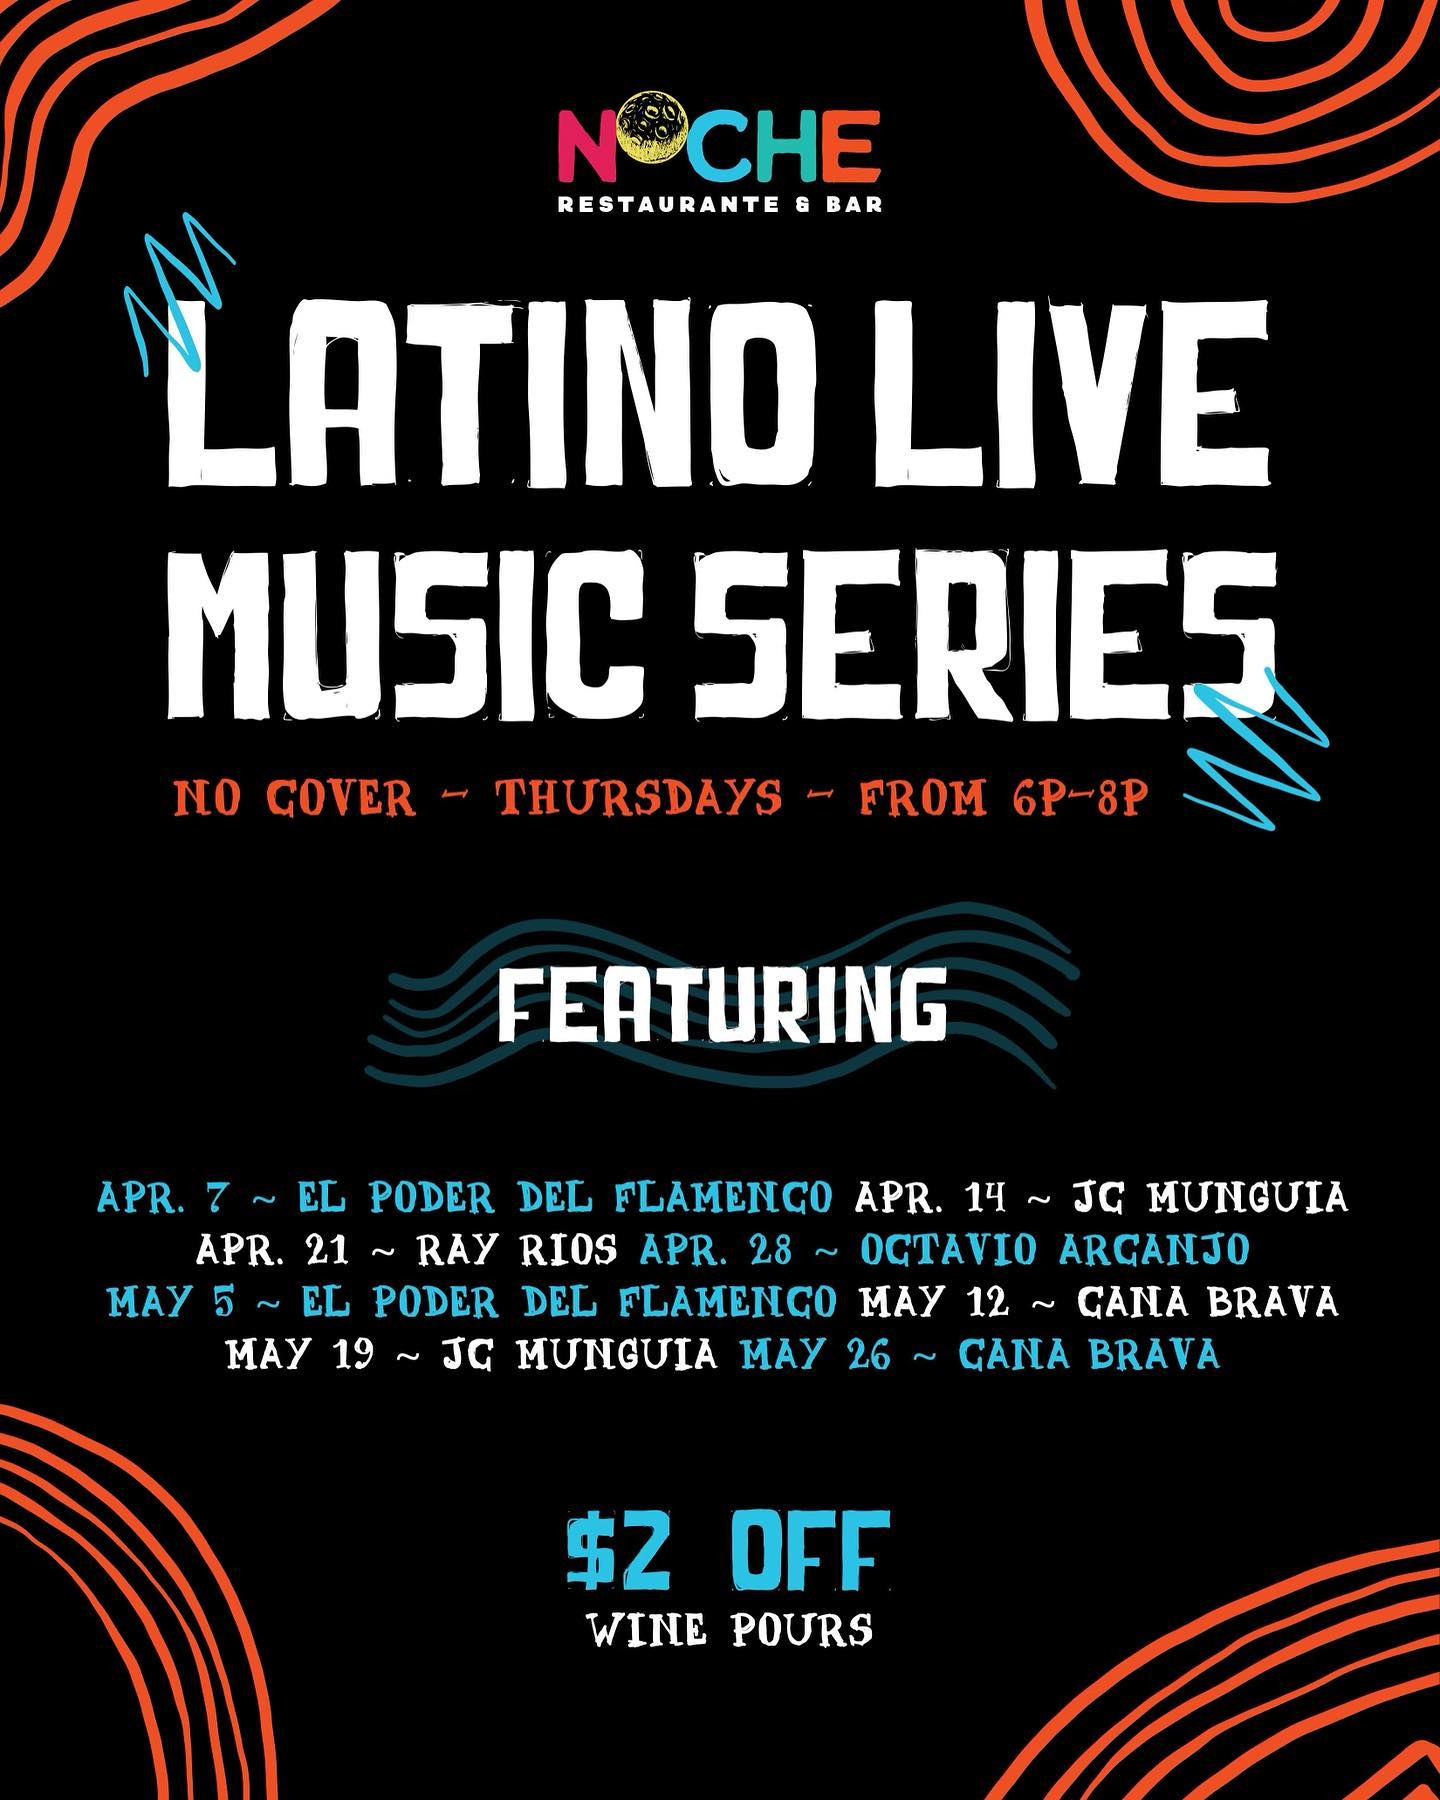 NOCHE
RESTAURANTE & BAR
LATINO LIVE
MUSIC SERIES
NO COVER ~ THURSDAYS ~ FROM 6P~8P
FEATURING
APR. 7 ~ EL PODER DEL FLAMENCO APR. 14 ~ JC MUNGUIA
APR. 21 ~ RAY RIOS APR. 28 ~ OCTAVIO ARGANJO
MAY 5 ~ EL PODER DEL FLAMENCO MAY 12 ~ CANA BRAVA
MAY 19 ~ JC MUNGUIA MAY 26 ~ CANA BRAVA
$2 OFF
WINE POURS